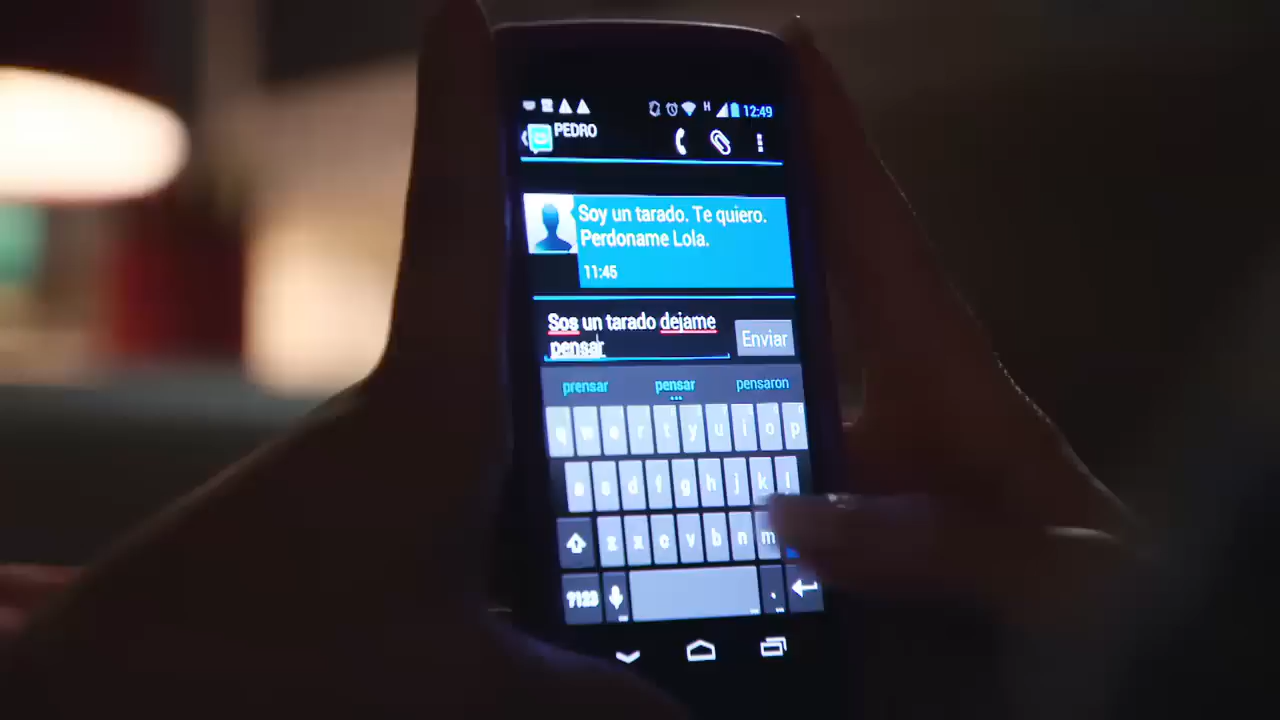 H 12:49
PEDRO
Soy un tarado. Te quiero.
Perdoname Lola.
11:45
Sos un tarado dejame
pensar
Enviar
prensar pensar pensaron
q w e r t y u i o p
a s d f g h j k l
z x c v b n m
?123 .